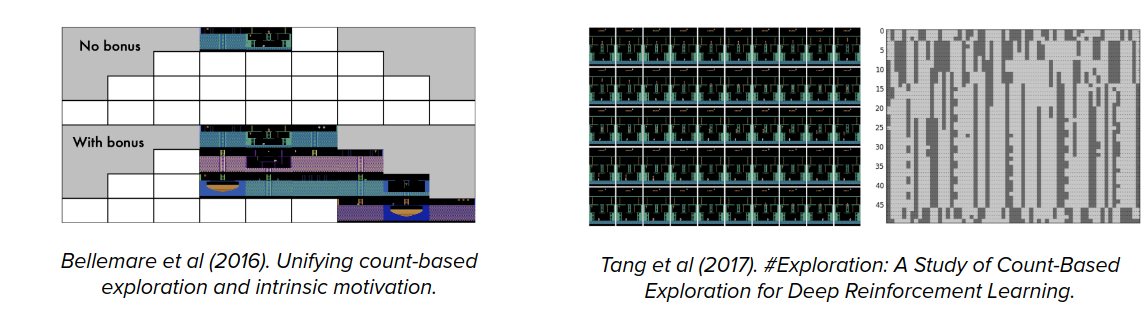 No bonus
With bonus
Bellemare et al (2016). Unifying count-based
exploration and intrinsic motivation.
0
5
10
15
20
25
30
35
40
45
Tang et al (2017). #Exploration: A Study of Count-Based
Exploration for Deep Reinforcement Learning.